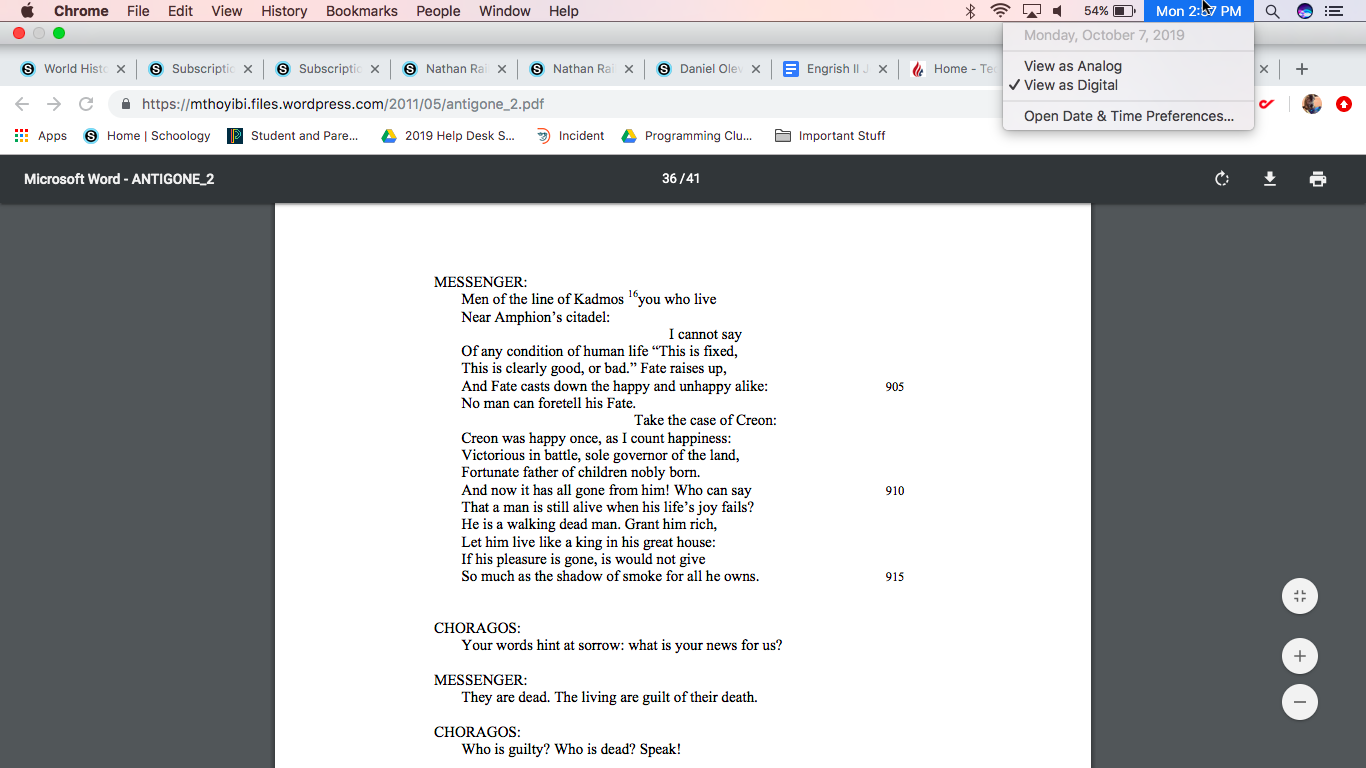 Chrome File Edit View History Bookmarks People Window Help 54% Mon 2:37 PM
Monday, October 7, 2019
View as Analog
✓ View as Digital
Open Date & Time Preferences...
World Hist Subscriptio Subscriptio Nathan Rai Nathan Rai Daniel Olev Engrish II J Home - Tec
https://mthoyibi.files.wordpress.com/2011/05/antigone_2.pdf
Apps Home | Schoology Student and Pare... 2019 Help Desk S... Incident Programming Clu... Important Stuff
Microsoft Word - ANTIGONE_2 36 / 41
MESSENGER:
Men of the line of Kadmos 16you who live
Near Amphion's citadel:
I cannot say
Of any condition of human life “This is fixed,
This is clearly good, or bad.” Fate raises up,
And Fate casts down the happy and unhappy alike: 905
No man can foretell his Fate.
Take the case of Creon:
Creon was happy once, as I count happiness:
Victorious in battle, sole governor of the land,
Fortunate father of children nobly born.
And now it has all gone from him! Who can say 910
That a man is still alive when his life's joy fails?
He is a walking dead man. Grant him rich,
Let him live like a king in his great house:
If his pleasure is gone, is would not give
So much as the shadow of smoke for all he owns. 915
CHORAGOS:
Your words hint at sorrow: what is your news for us?
MESSENGER:
They are dead. The living are guilt of their death.
CHORAGOS:
Who is guilty? Who is dead? Speak!